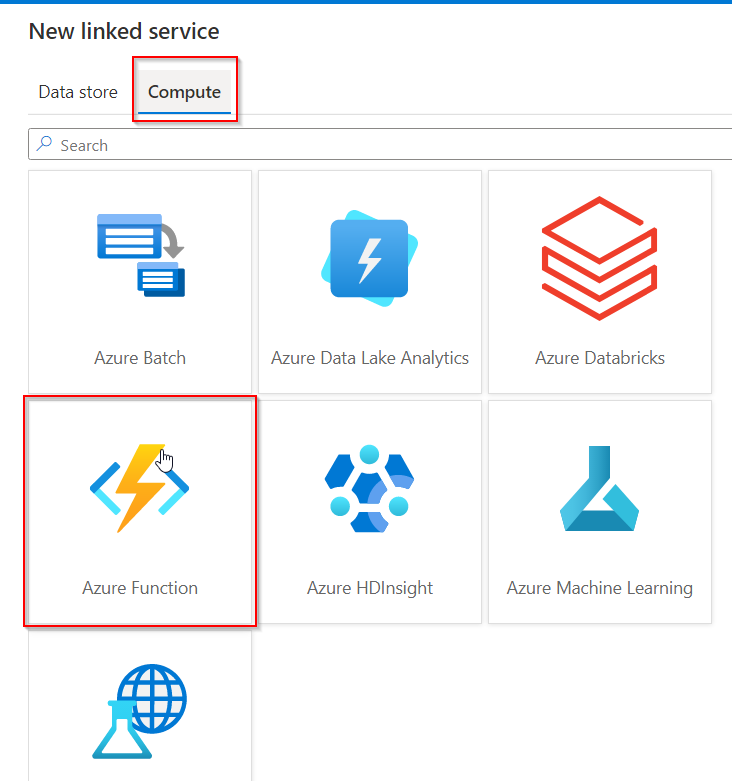 New linked service
Data store
Compute
Search
Azure Batch
Azure Data Lake Analytics
Azure Databricks
Azure Function
Azure HDInsight
Azure Machine Learning